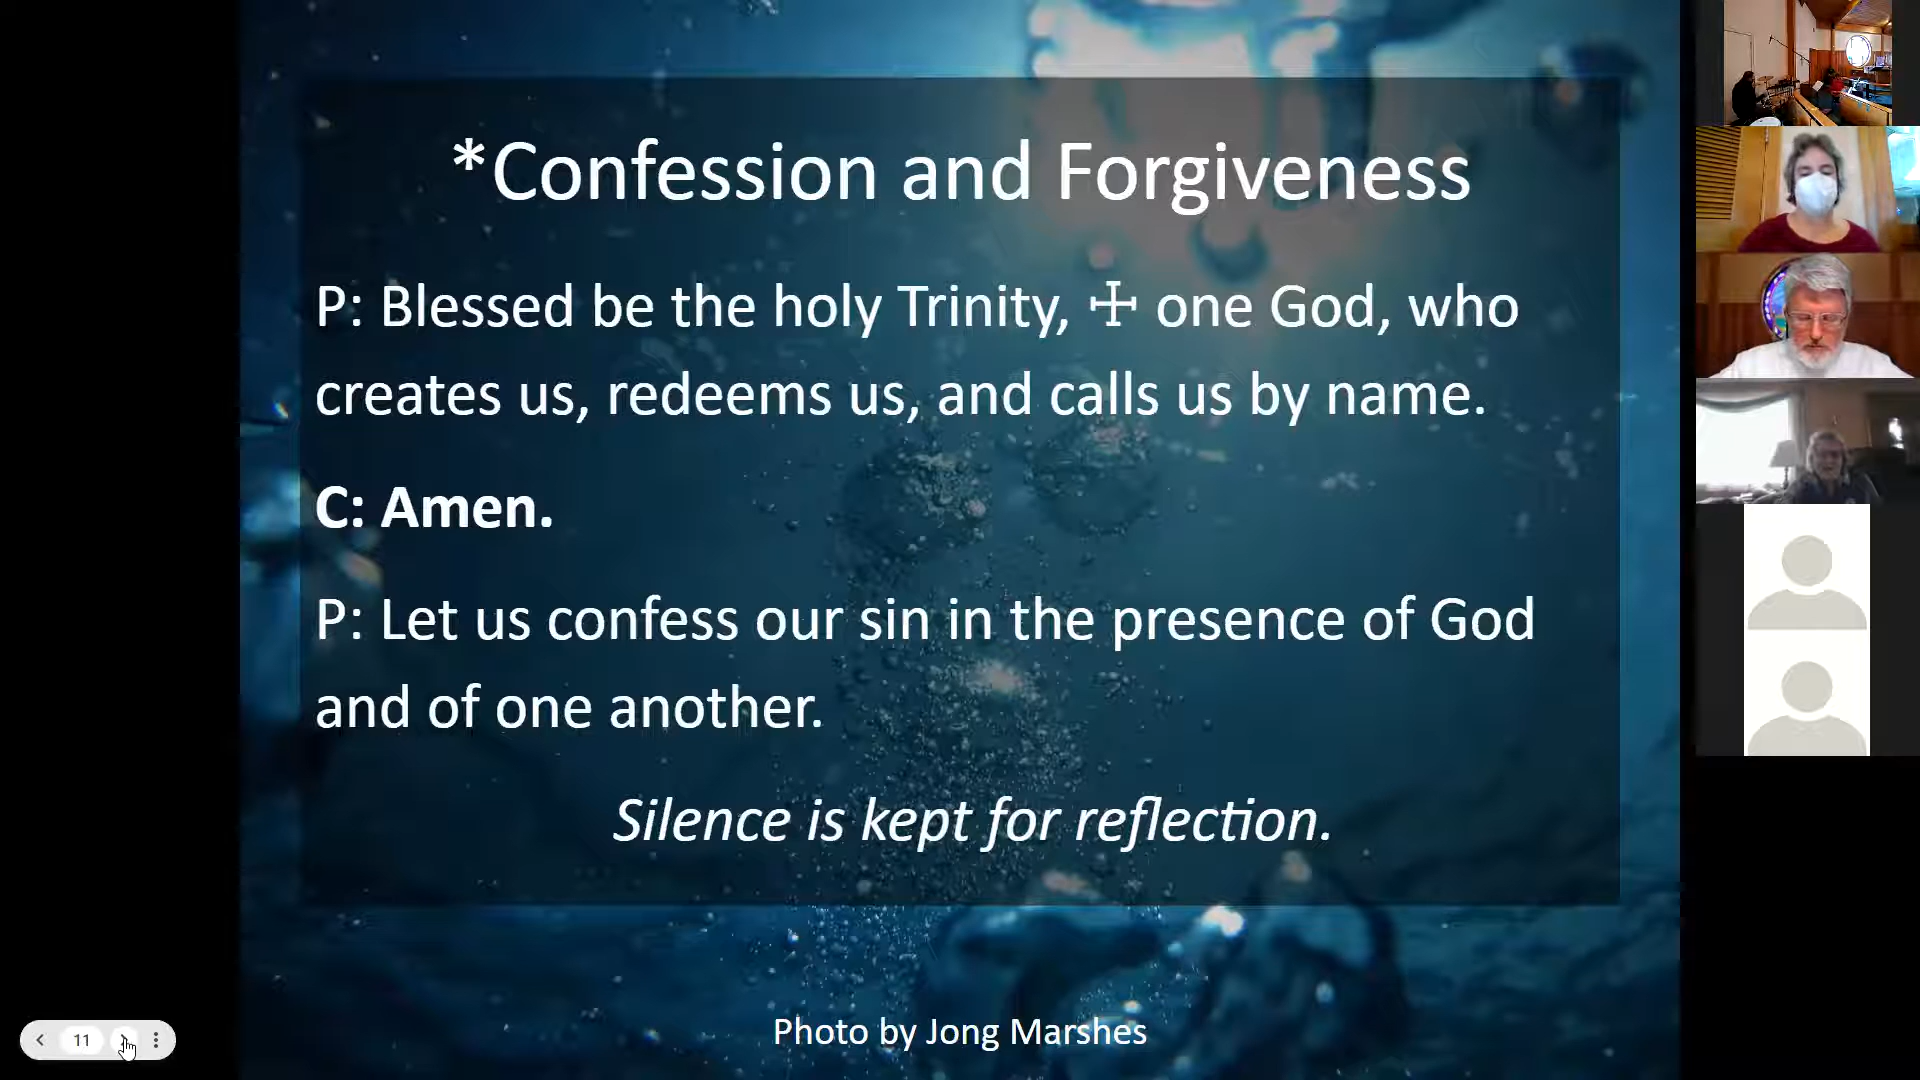 *Confession and Forgiveness
P: Blessed be the holy Trinity, ☩ one God, who
creates us, redeems us, and calls us by name.
C: Amen.
P: Let us confess our sin in the presence of God
and of one another.
Silence is kept for reflection.
Photo by Jong Marshes
11